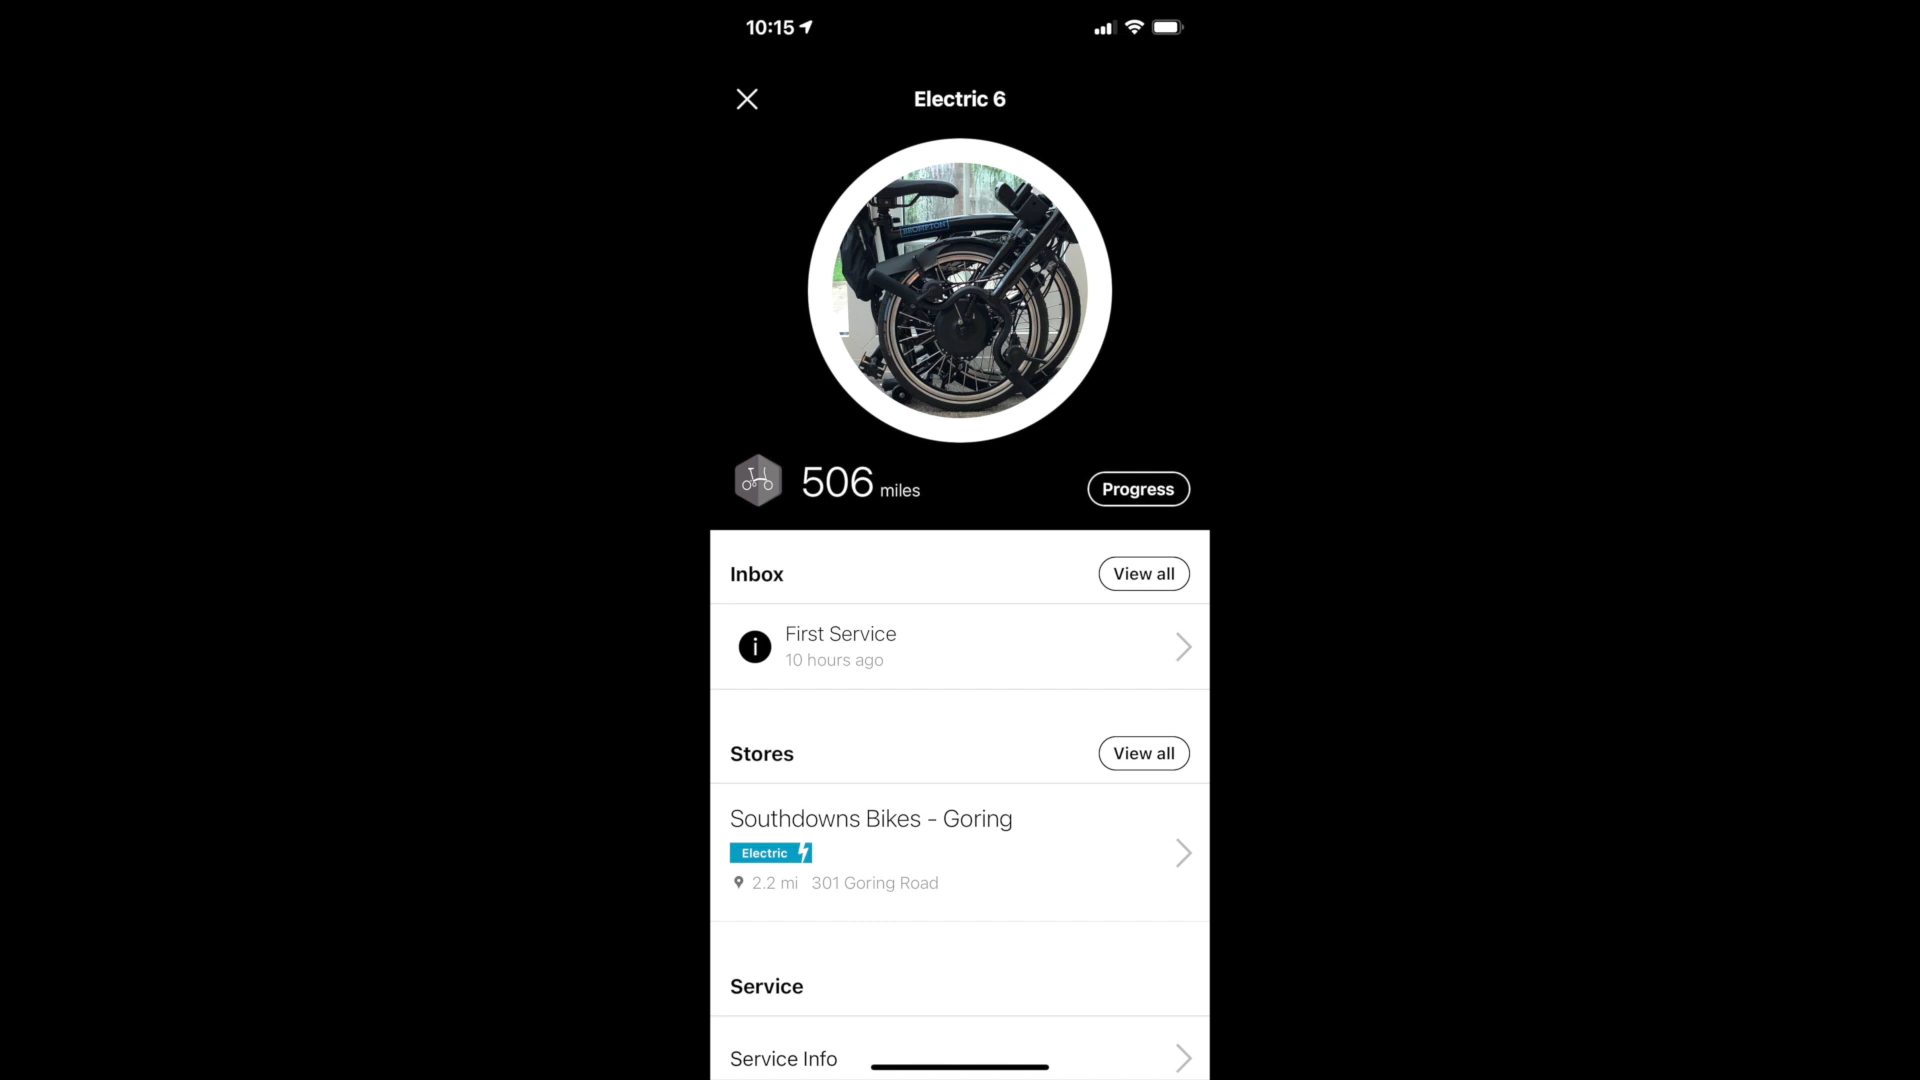 10:15
Electric 6
BROMPTON
506 miles
Progress
Inbox
View all
First Service
10 hours ago
Stores
View all
Southdowns Bikes - Goring
Electric
2.2 mi 301 Goring Road
Service
Service Info